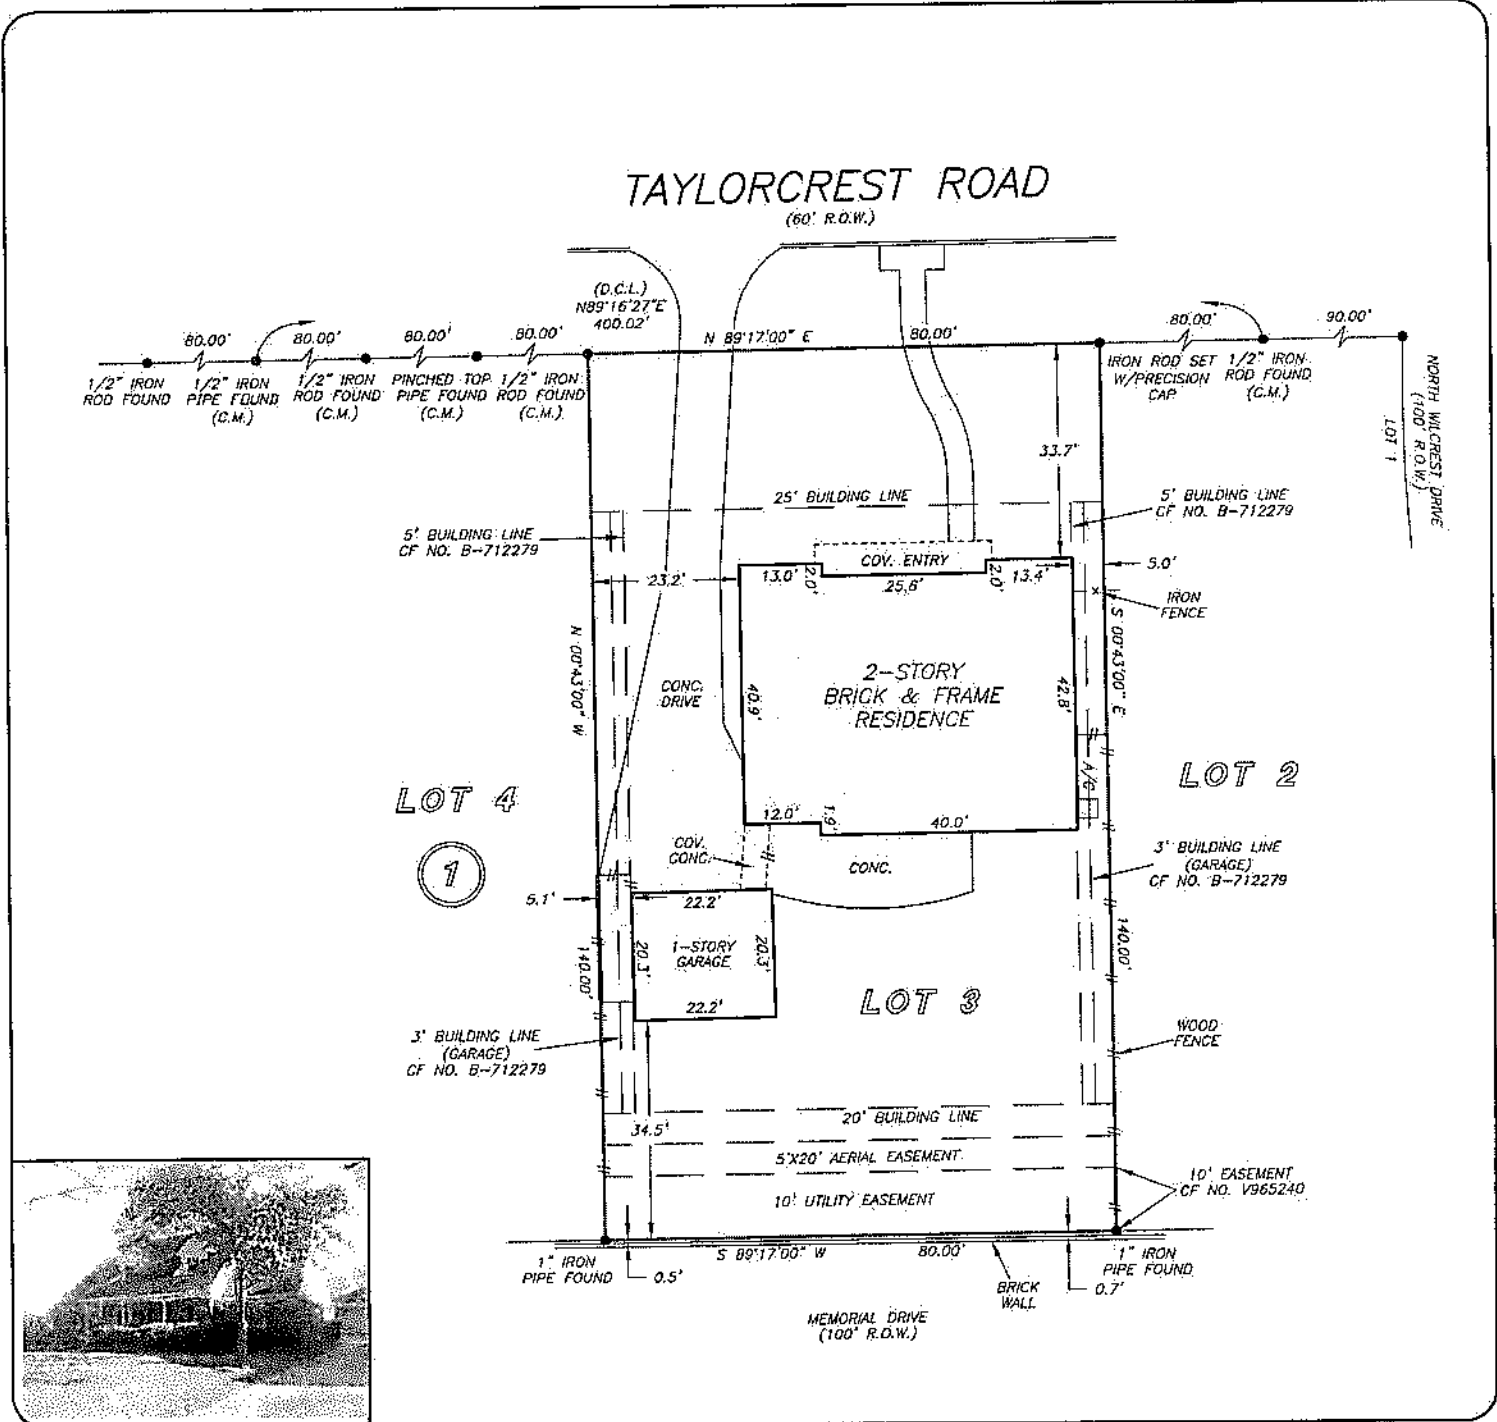 TAYLORCREST ROAD
(60' R.O.W.)
(D.C.L.)
N89°16'27"E
400.02'
80.00'
80.00'
80.00'
80.00'
N 89°17'00" E
80.00'
80.00'
90.00'
1/2" IRON
ROD FOUND
1/2" IRON
PIPE FOUND
(C.M.)
1/2" IRON
ROD FOUND
(C.M.)
PINCHED TOP
PIPE FOUND
(C.M.)
1/2" IRON
ROD FOUND
(C.M.)
IRON ROD SET
W/PRECISION
CAP
1/2" IRON
ROD FOUND
(C.M.)
NORTH WILCREST DRIVE
(100' R.O.W.)
LOT 1
33.7'
25' BUILDING LINE
5' BUILDING LINE
CF NO. B-712279
5' BUILDING LINE
CF NO. B-712279
COV. ENTRY
23.2'
13.0'
2.0'
25.6'
2.0'
13.4'
5.0'
IRON
FENCE
N 00°43'00" W
S 00°43'00" E
CONC.
DRIVE
40.9'
2-STORY
BRICK & FRAME
RESIDENCE
42.8'
A/C
LOT 4
1
LOT 2
12.0'
1.9'
40.0'
COV.
CONC.
CONC.
3' BUILDING LINE
(GARAGE)
CF NO. B-712279
5.1'
22.2'
20.3'
1-STORY
GARAGE
20.3'
22.2'
140.00'
140.00'
LOT 3
3' BUILDING LINE
(GARAGE)
CF NO. B-712279
WOOD
FENCE
34.5'
20' BUILDING LINE
5'X20' AERIAL EASEMENT
10' UTILITY EASEMENT
10' EASEMENT
CF NO. V965240
1" IRON
PIPE FOUND
0.5'
S 89°17'00" W
80.00'
BRICK
WALL
0.7'
1" IRON
PIPE FOUND
MEMORIAL DRIVE
(100' R.O.W.)